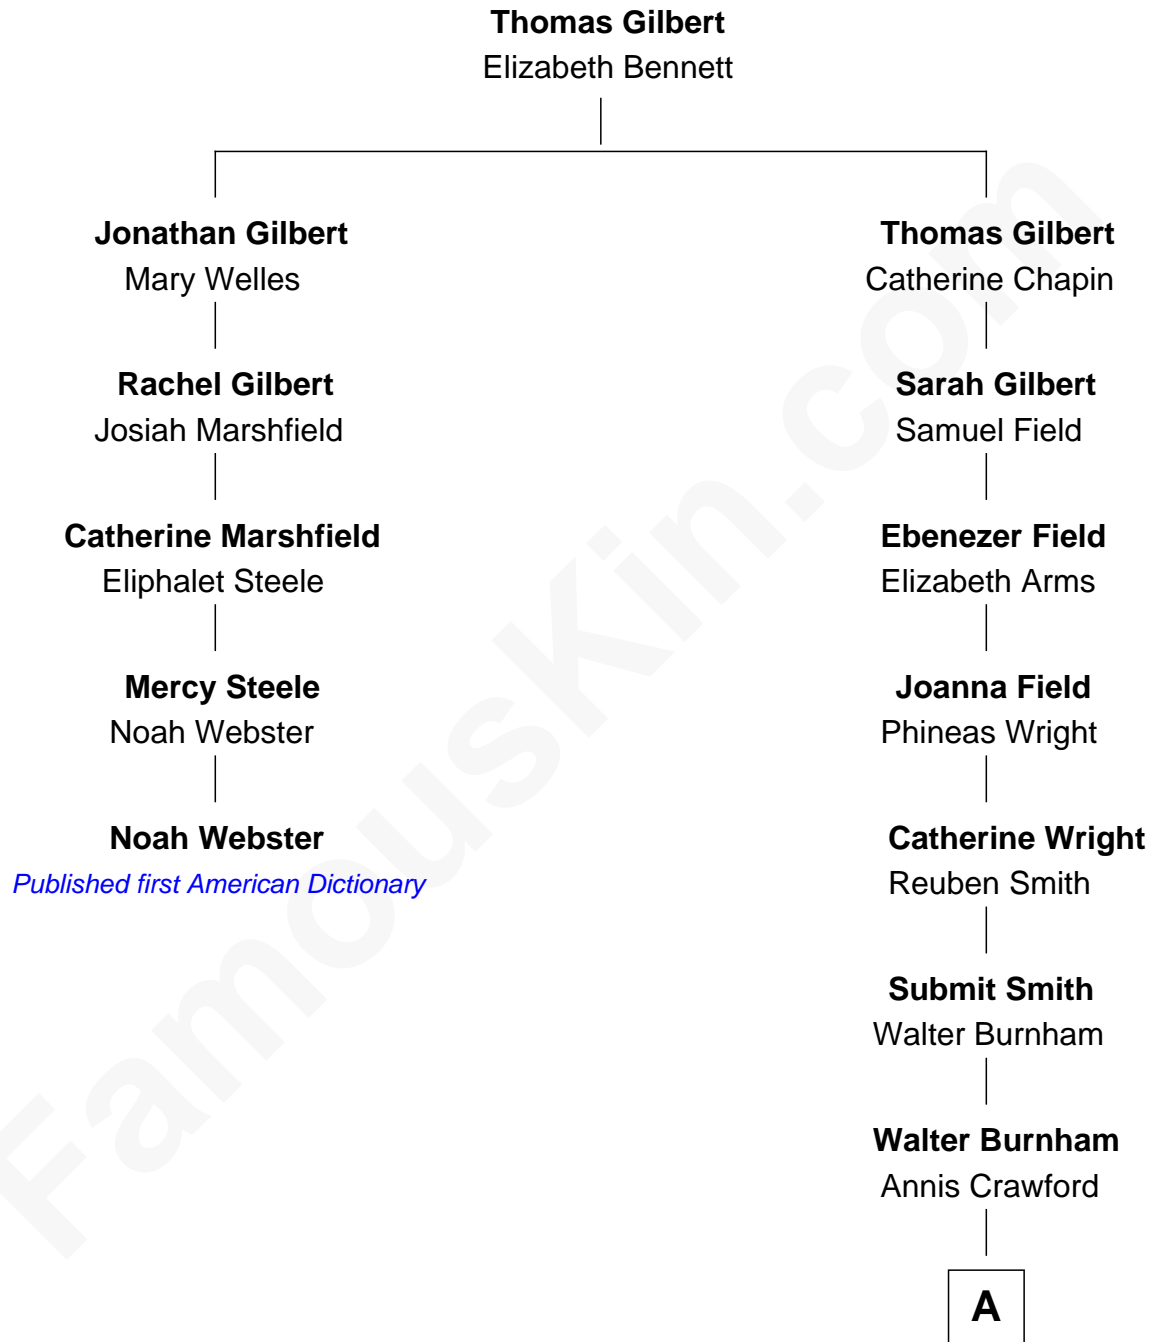 Thomas Gilbert
Elizabeth Bennett
Jonathan Gilbert
Mary Welles
Rachel Gilbert
Josiah Marshfield
Catherine Marshfield
Eliphalet Steele
Mercy Steele
Noah Webster
Noah Webster
Published first American Dictionary
Thomas Gilbert
Catherine Chapin
Sarah Gilbert
Samuel Field
Ebenezer Field
Elizabeth Arms
Joanna Field
Phineas Wright
Catherine Wright
Reuben Smith
Submit Smith
Walter Burnham
Walter Burnham
Annis Crawford
A
FamousKin.com